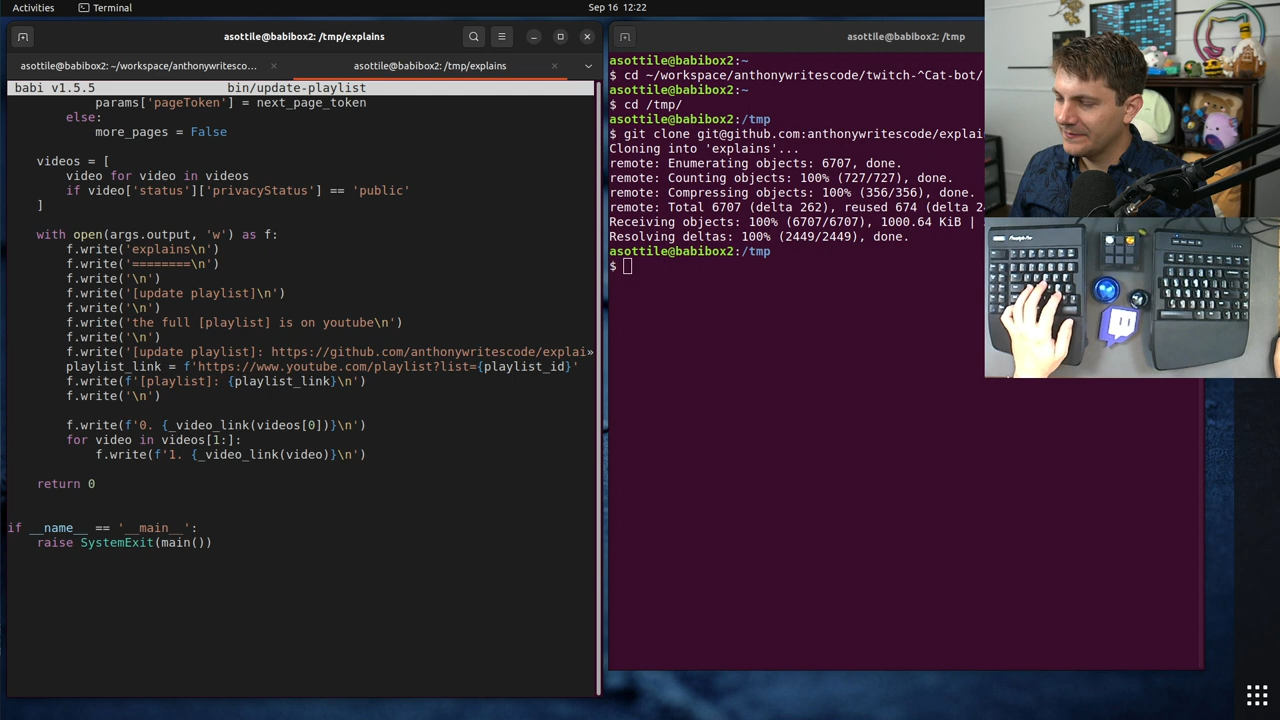 Activities
Terminal
Sep 16 12:22
asottile@babibox2: /tmp/explains
asottile@babibox2: ~/workspace/anthonywritesco...
asottile@babibox2: /tmp/explains
babi v1.5.5 bin/update-playlist
params['pageToken'] = next_page_token
else:
more_pages = False
videos = [
video for video in videos
if video['status']['privacyStatus'] == 'public'
]
with open(args.output, 'w') as f:
f.write('explains\n')
f.write('========\n')
f.write('\n')
f.write('[update playlist]\n')
f.write('\n')
f.write('the full [playlist] is on youtube\n')
f.write('\n')
f.write('[update playlist]: https://github.com/anthonywritescode/explai»
playlist_link = f'https://www.youtube.com/playlist?list={playlist_id}'
f.write(f'[playlist]: {playlist_link}\n')
f.write('\n')
f.write(f'0. {_video_link(videos[0])}\n')
for video in videos[1:]:
f.write(f'1. {_video_link(video)}\n')
return 0
if __name__ == '__main__':
raise SystemExit(main())
asottile@babibox2: /tmp
asottile@babibox2:~
$ cd ~/workspace/anthonywritescode/twitch-^Cat-bot/
asottile@babibox2:~
$ cd /tmp/
asottile@babibox2:/tmp
$ git clone git@github.com:anthonywritescode/explai
Cloning into 'explains'...
remote: Enumerating objects: 6707, done.
remote: Counting objects: 100% (727/727), done.
remote: Compressing objects: 100% (356/356), done.
remote: Total 6707 (delta 262), reused 674 (delta 2
Receiving objects: 100% (6707/6707), 1000.64 KiB |
Resolving deltas: 100% (2449/2449), done.
asottile@babibox2:/tmp
$